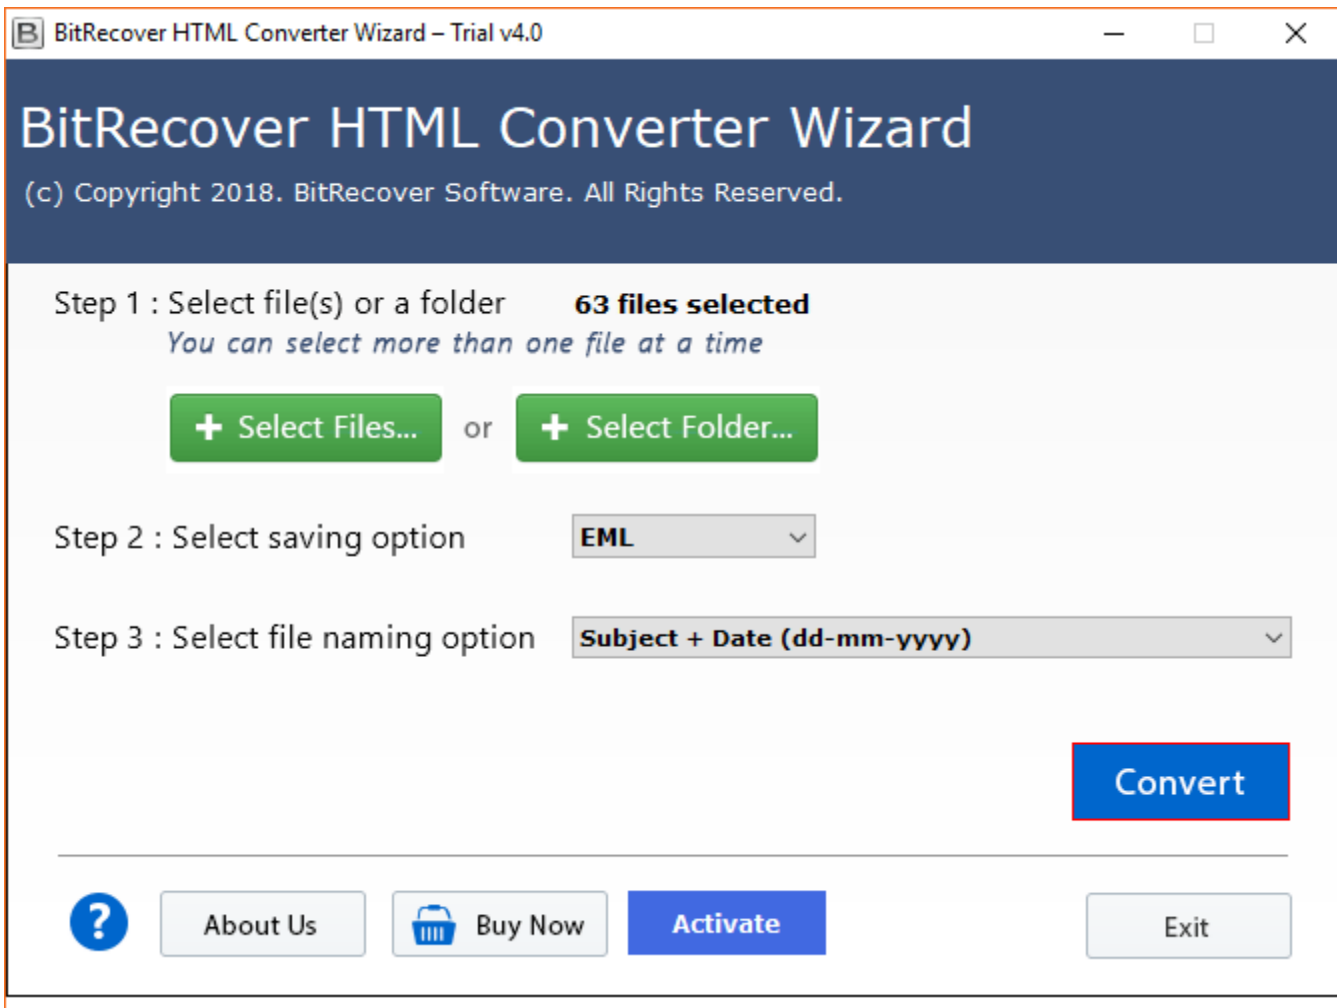 B BitRecover HTML Converter Wizard – Trial v4.0
BitRecover HTML Converter Wizard
(c) Copyright 2018. BitRecover Software. All Rights Reserved.
Step 1 : Select file(s) or a folder 63 files selected
You can select more than one file at a time
+ Select Files... or + Select Folder...
Step 2 : Select saving option EML
Step 3 : Select file naming option Subject + Date (dd-mm-yyyy)
Convert
? About Us Buy Now Activate Exit